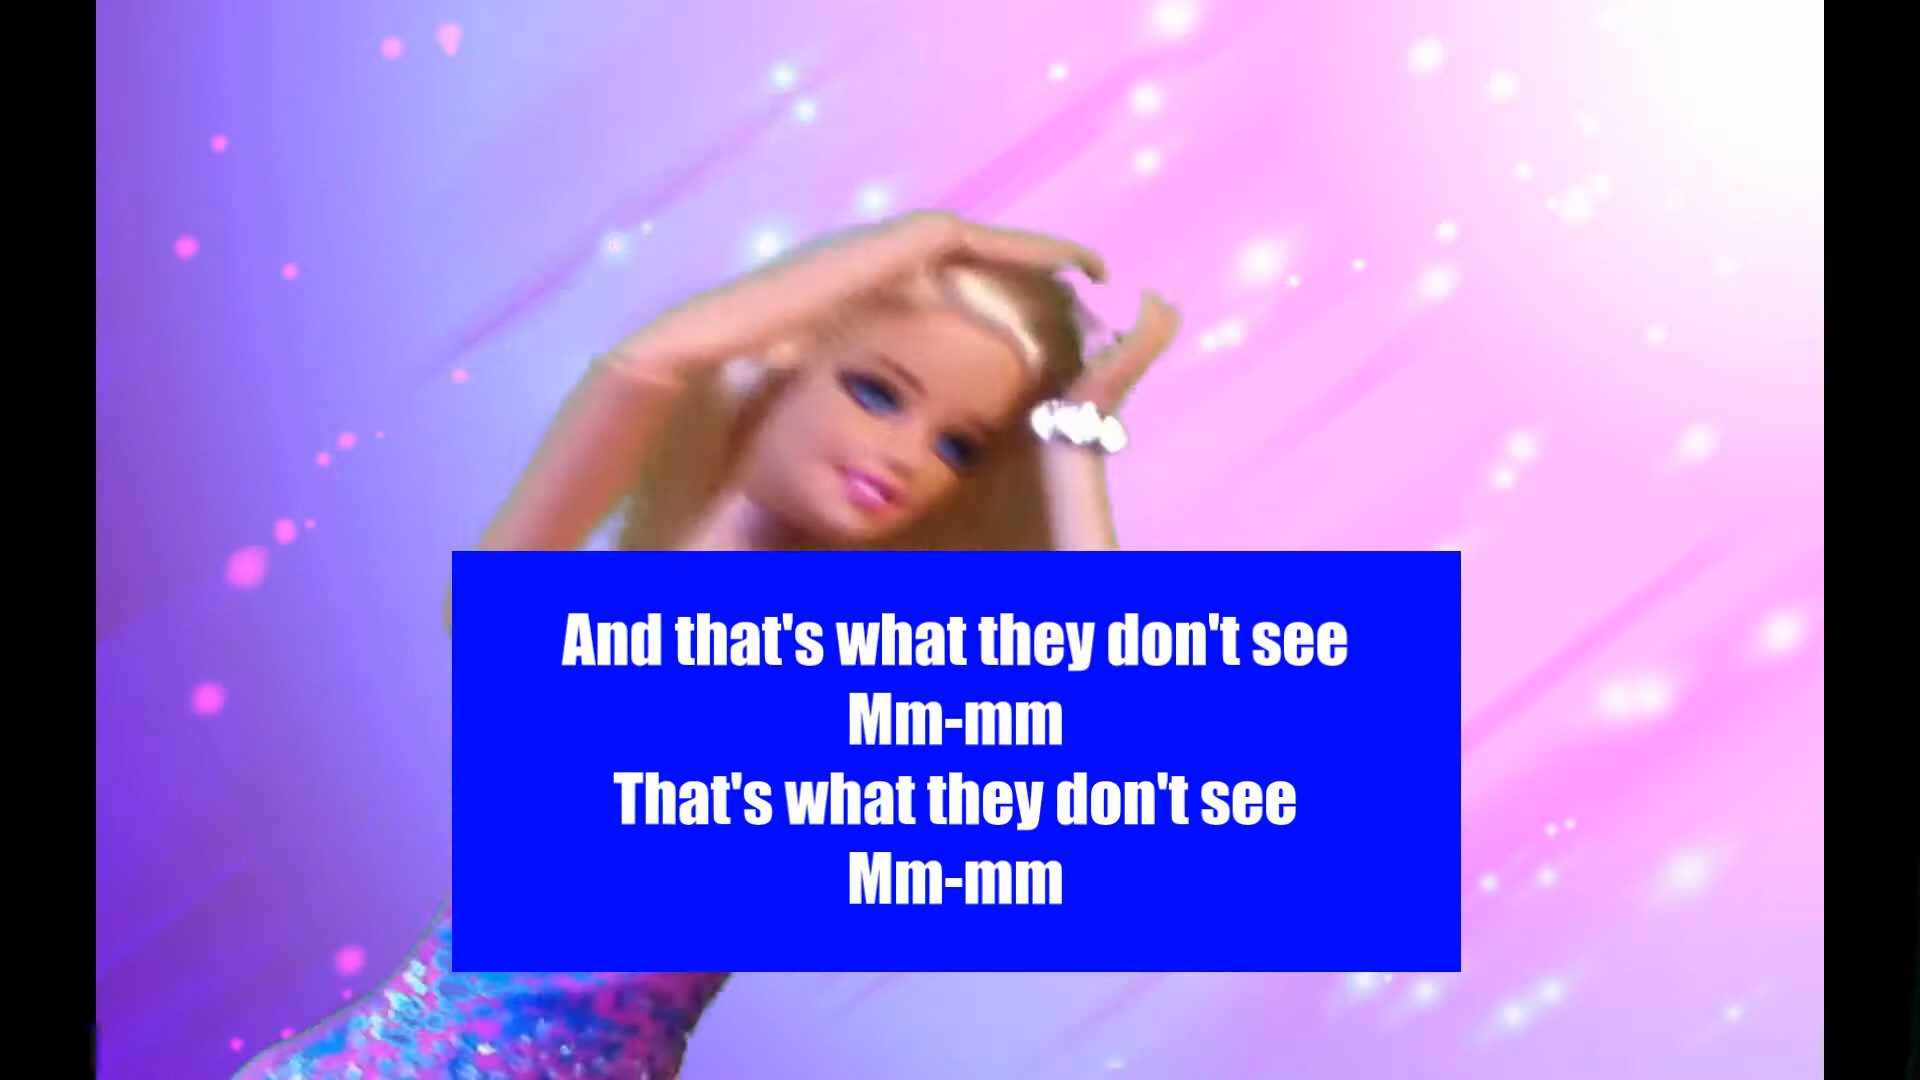 And that's what they don't see
Mm-mm
That's what they don't see
Mm-mm